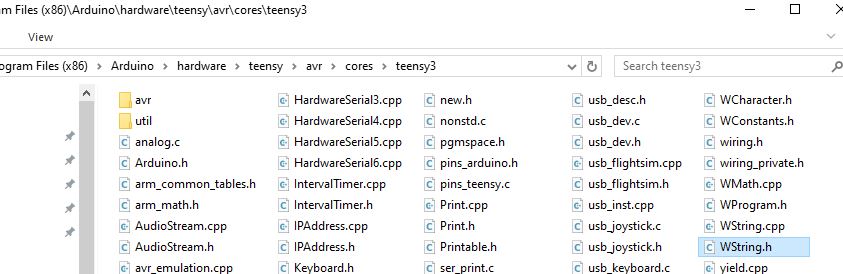 am Files (x86)\Arduino\hardware\teensy\avr\cores\teensy3
View
ogram Files (x86) > Arduino > hardware > teensy > avr > cores > teensy3
Search teensy3
avr
util
analog.c
Arduino.h
arm_common_tables.h
arm_math.h
AudioStream.cpp
AudioStream.h
avr_emulation.cpp
HardwareSerial3.cpp
HardwareSerial4.cpp
HardwareSerial5.cpp
HardwareSerial6.cpp
IntervalTimer.cpp
IntervalTimer.h
IPAddress.cpp
IPAddress.h
Keyboard.h
new.h
nonstd.c
pgmspace.h
pins_arduino.h
pins_teensy.c
Print.cpp
Print.h
Printable.h
ser_print.c
usb_desc.h
usb_dev.c
usb_dev.h
usb_flightsim.cpp
usb_flightsim.h
usb_inst.cpp
usb_joystick.c
usb_joystick.h
usb_keyboard.c
WCharacter.h
WConstants.h
wiring.h
wiring_private.h
WMath.cpp
WProgram.h
WString.cpp
WString.h
yield.cpp